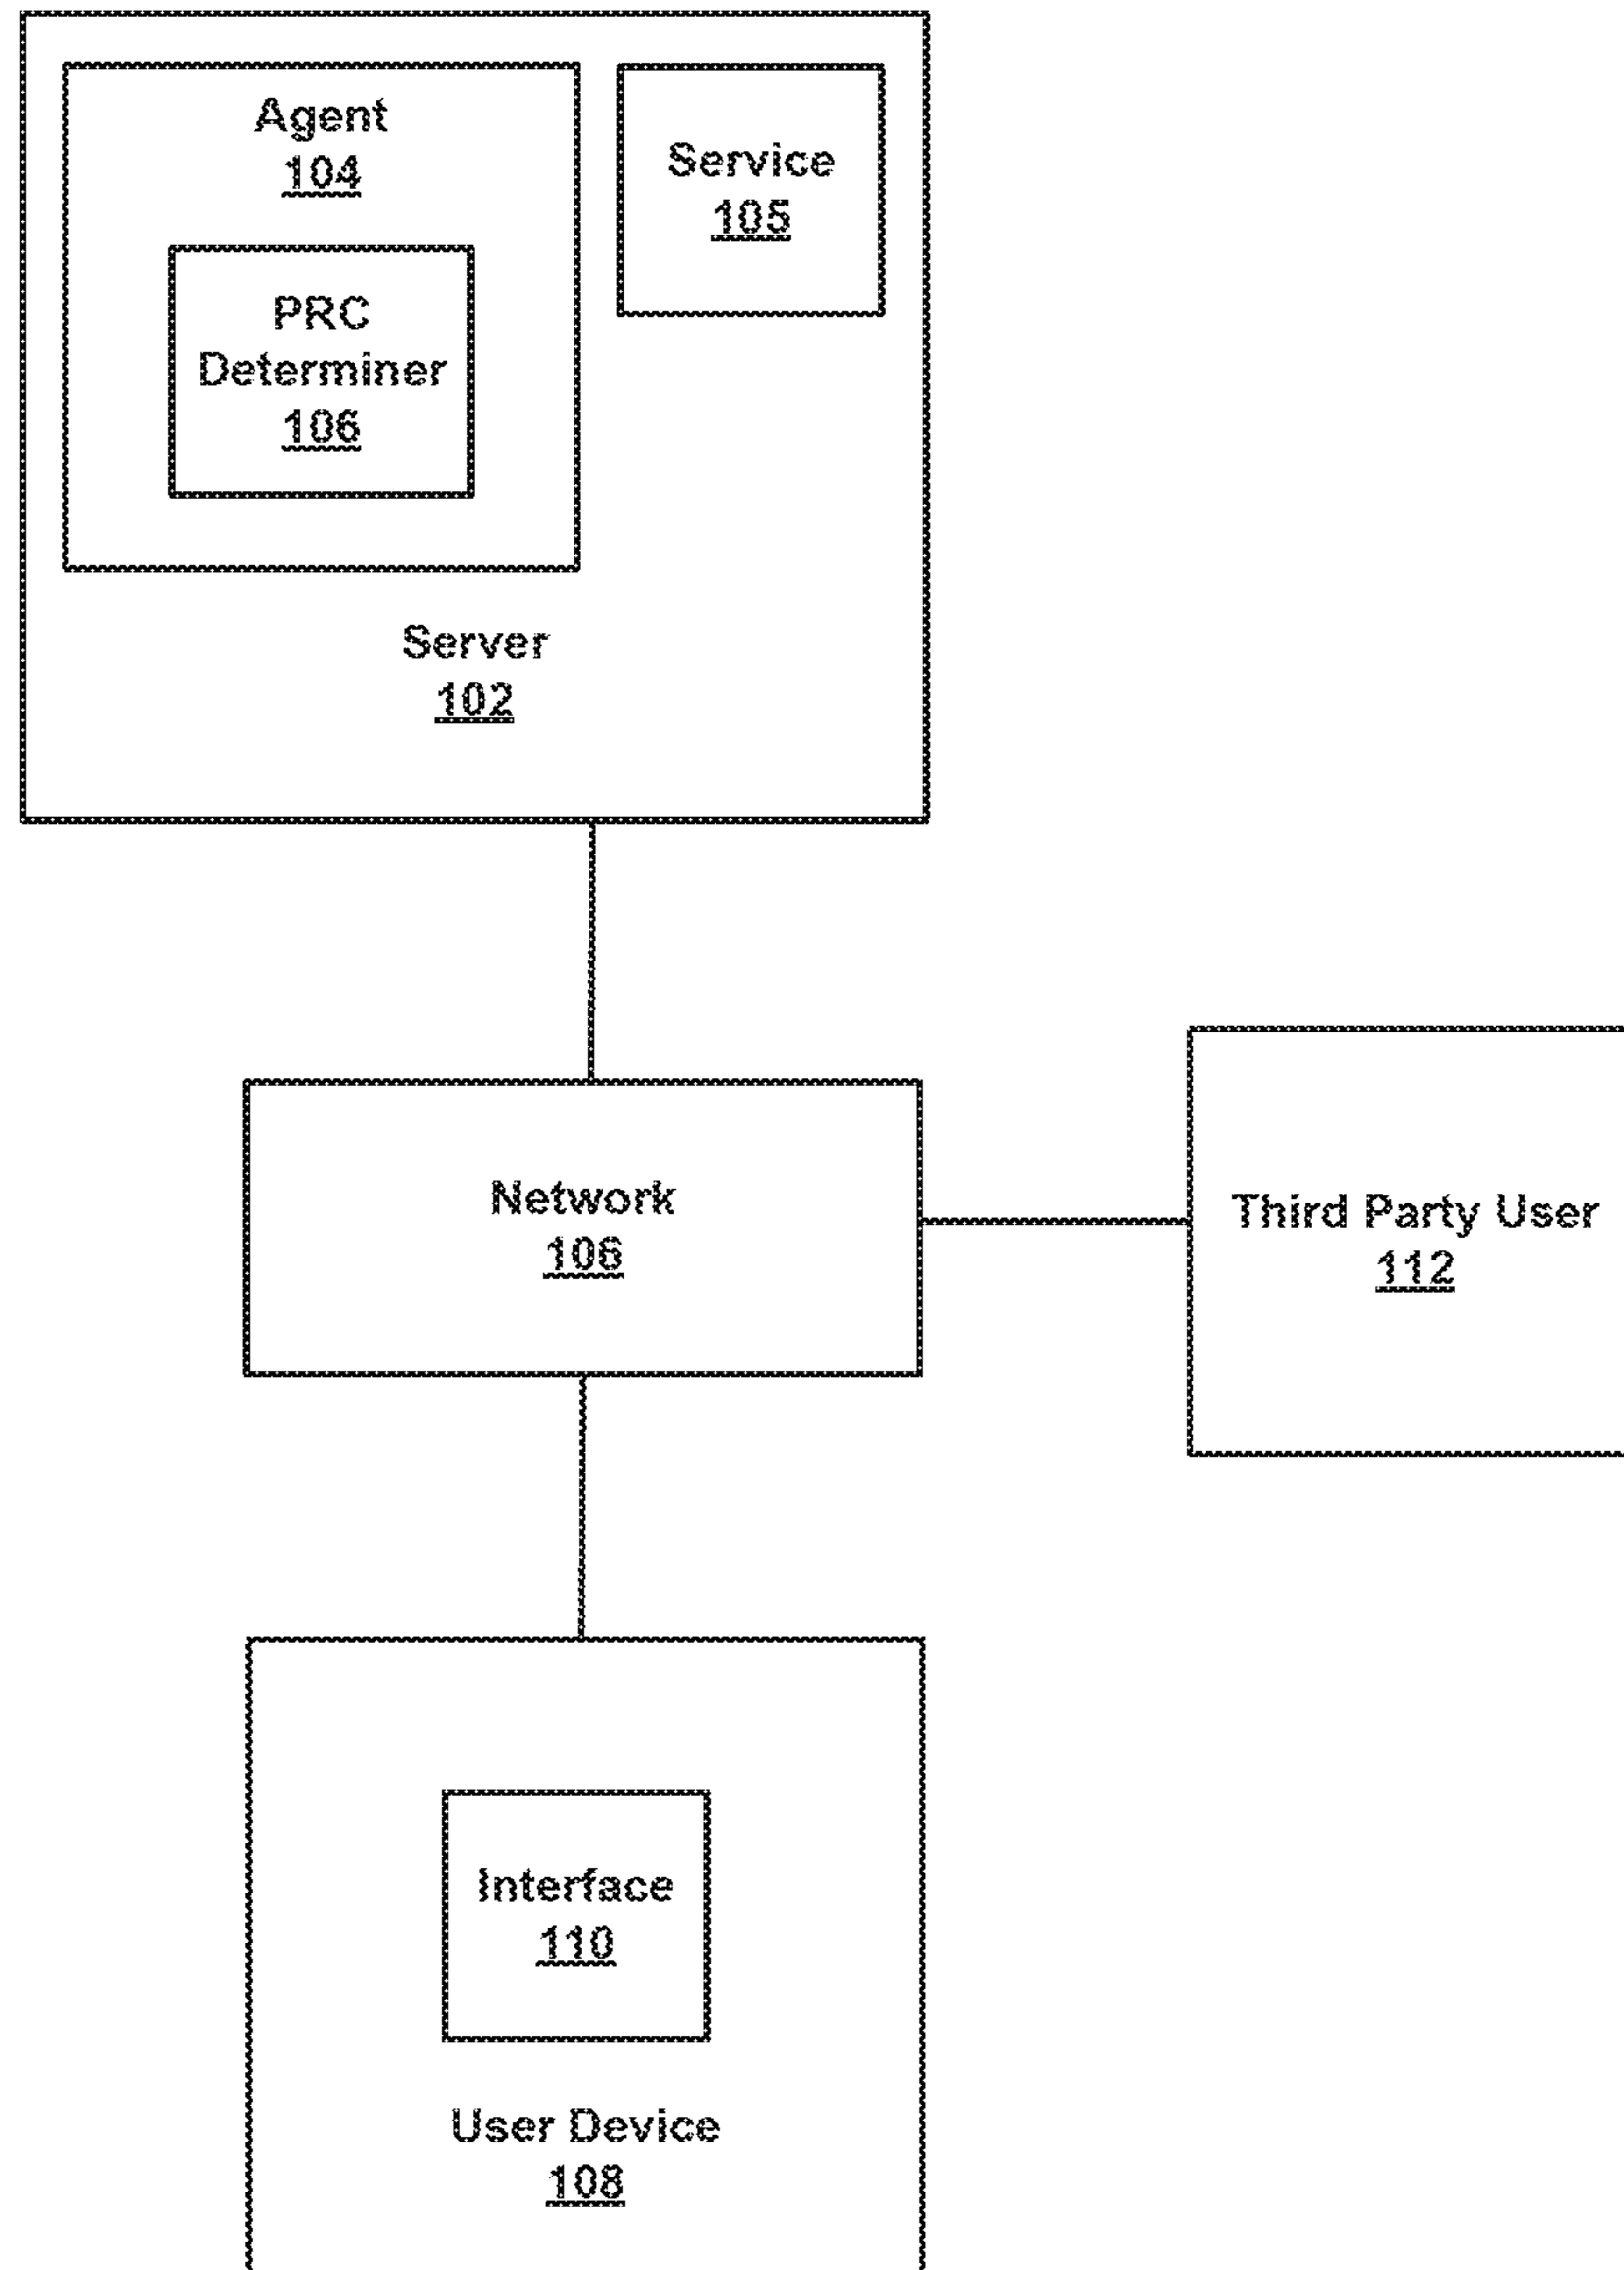 Agent
104
Service
105
PRC
Determiner
106
Server
102
Network
106
Third Party User
112
Interface
110
User Device
108